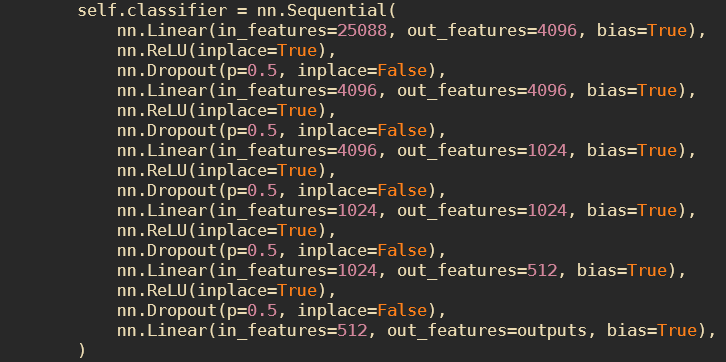 self.classifier = nn.Sequential(
nn.Linear(in_features=25088, out_features=4096, bias=True),
nn.ReLU(inplace=True),
nn.Dropout(p=0.5, inplace=False),
nn.Linear(in_features=4096, out_features=4096, bias=True),
nn.ReLU(inplace=True),
nn.Dropout(p=0.5, inplace=False),
nn.Linear(in_features=4096, out_features=1024, bias=True),
nn.ReLU(inplace=True),
nn.Dropout(p=0.5, inplace=False),
nn.Linear(in_features=1024, out_features=1024, bias=True),
nn.ReLU(inplace=True),
nn.Dropout(p=0.5, inplace=False),
nn.Linear(in_features=1024, out_features=512, bias=True),
nn.ReLU(inplace=True),
nn.Dropout(p=0.5, inplace=False),
nn.Linear(in_features=512, out_features=outputs, bias=True),
)